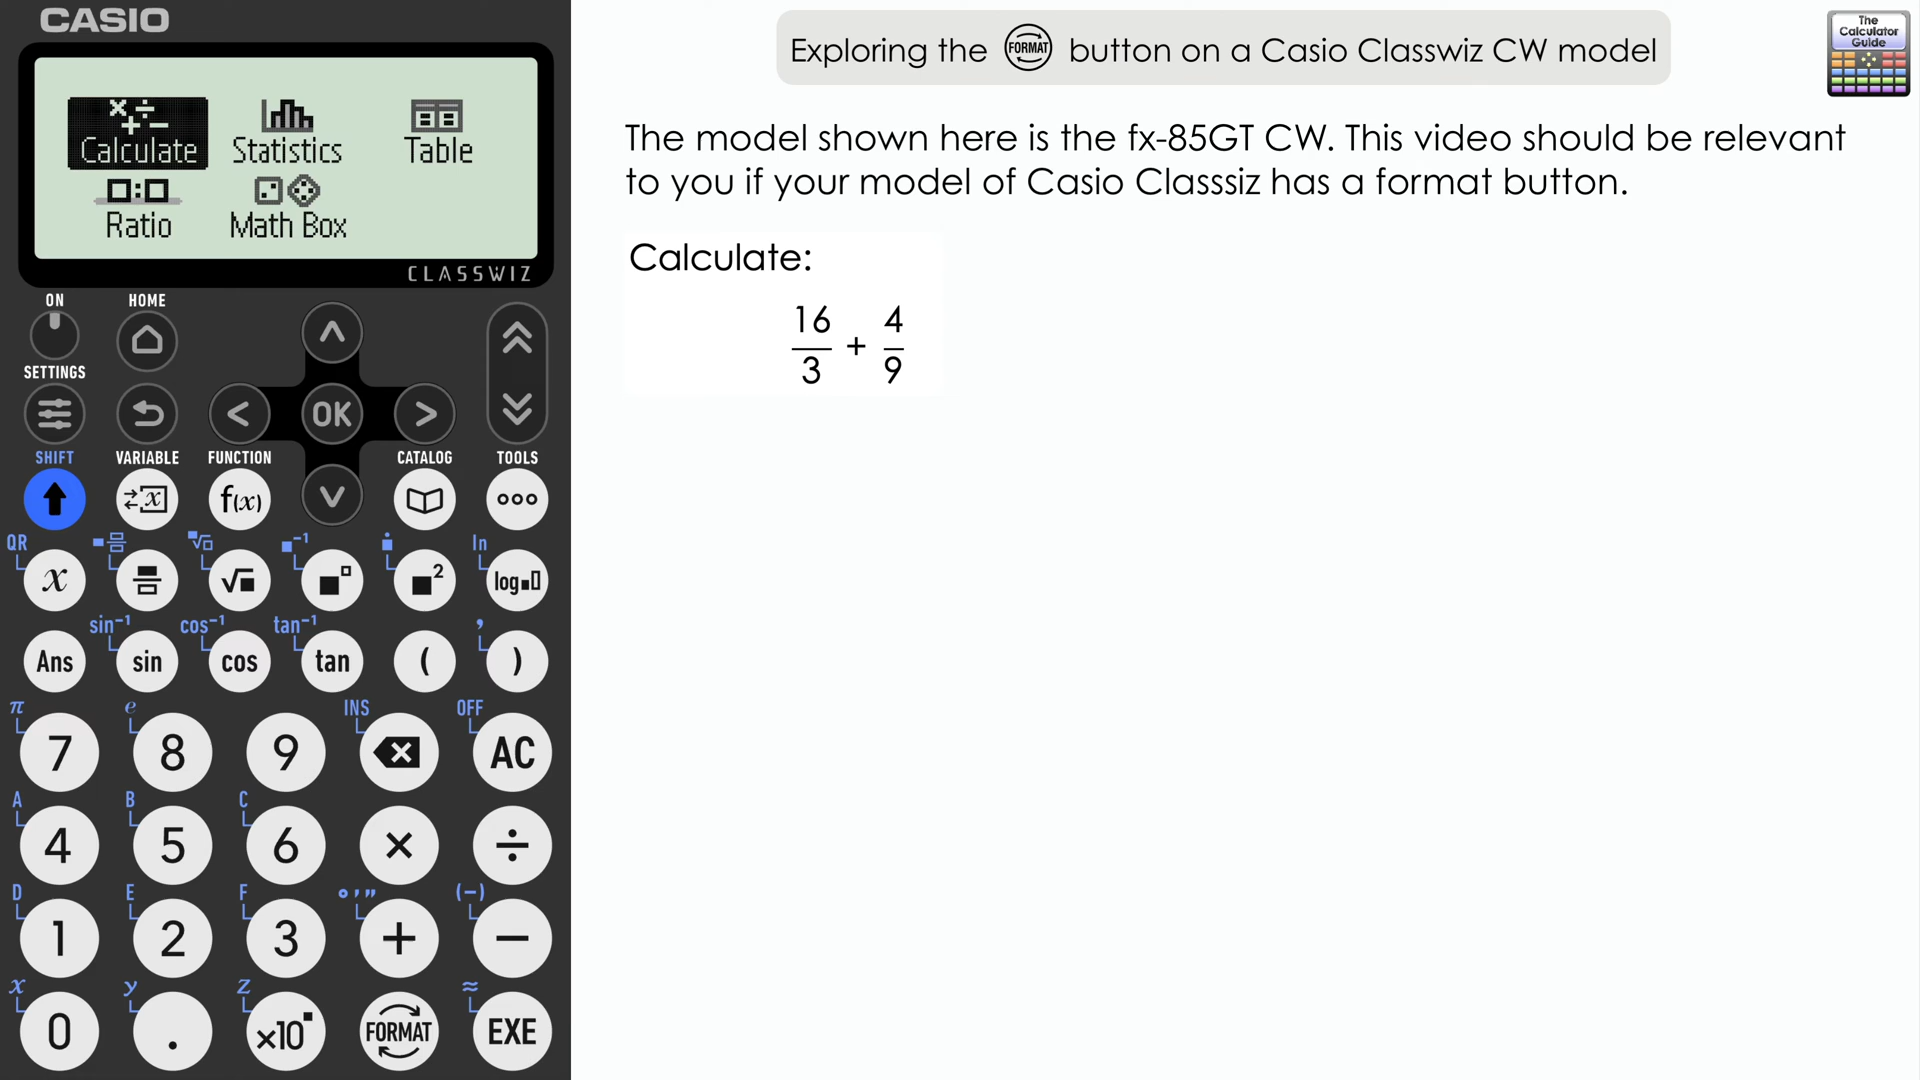 CASIO
Calculate Statistics Table
Ratio Math Box
CLASSWIZ
ON HOME
SETTINGS
OK
SHIFT VARIABLE FUNCTION CATALOG TOOLS
x f(x)
QR √ -1 ln
x √ 2 log
sin⁻¹ cos⁻¹ tan⁻¹ ,
Ans sin cos tan ( )
π e INS OFF
7 8 9 AC
A B C
4 5 6 × ÷
D E F ° ′ ″ (−)
1 2 3 + −
x y z ≈
0 . ×10 FORMAT EXE
Exploring the FORMAT button on a Casio Classwiz CW model
The
Calculator
Guide
The model shown here is the fx-85GT CW. This video should be relevant
to you if your model of Casio Classsiz has a format button.
Calculate:
16/3 + 4/9